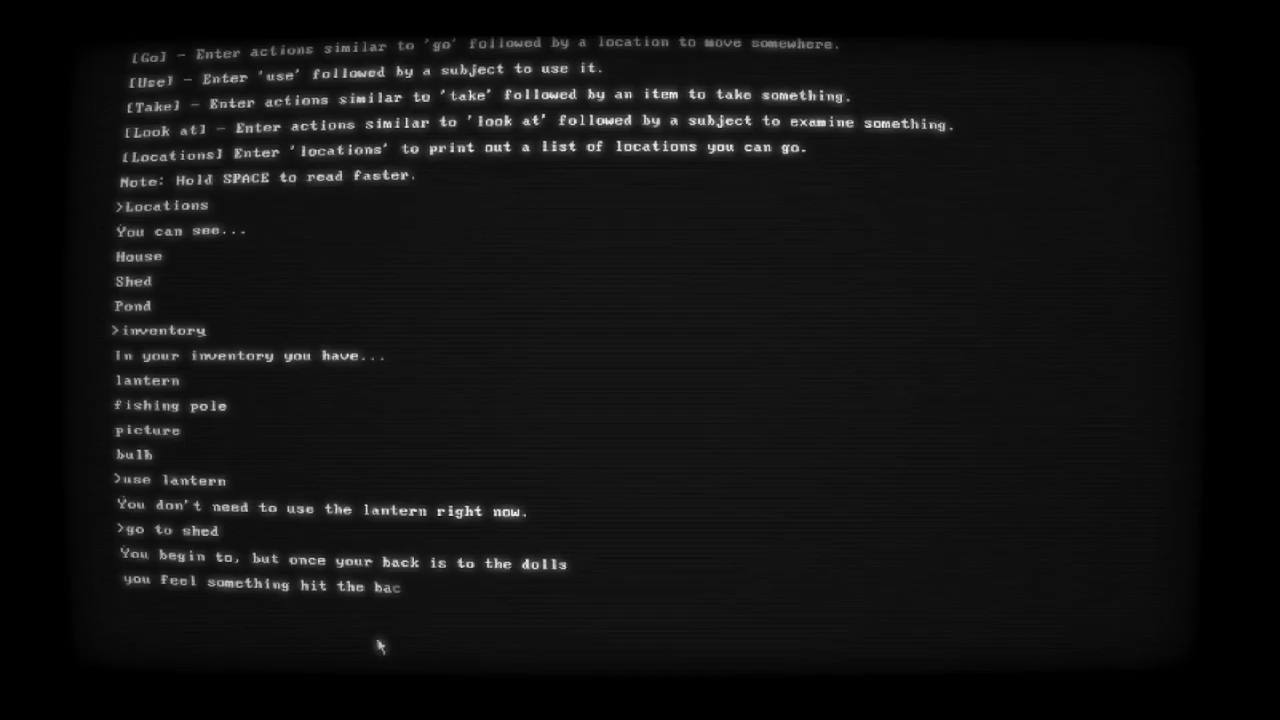 [Go] - Enter actions similar to 'go' followed by a location to move somewhere.
[Use] - Enter 'use' followed by a subject to use it.
[Take] - Enter actions similar to 'take' followed by an item to take something.
[Look at] - Enter actions similar to 'look at' followed by a subject to examine something.
[Locations] Enter 'locations' to print out a list of locations you can go.
Note: Hold SPACE to read faster.
>Locations
You can see...
House
Shed
Pond
>inventory
In your inventory you have...
lantern
fishing pole
picture
bulb
>use lantern
You don't need to use the lantern right now.
>go to shed
You begin to, but once your back is to the dolls
you feel something hit the bac